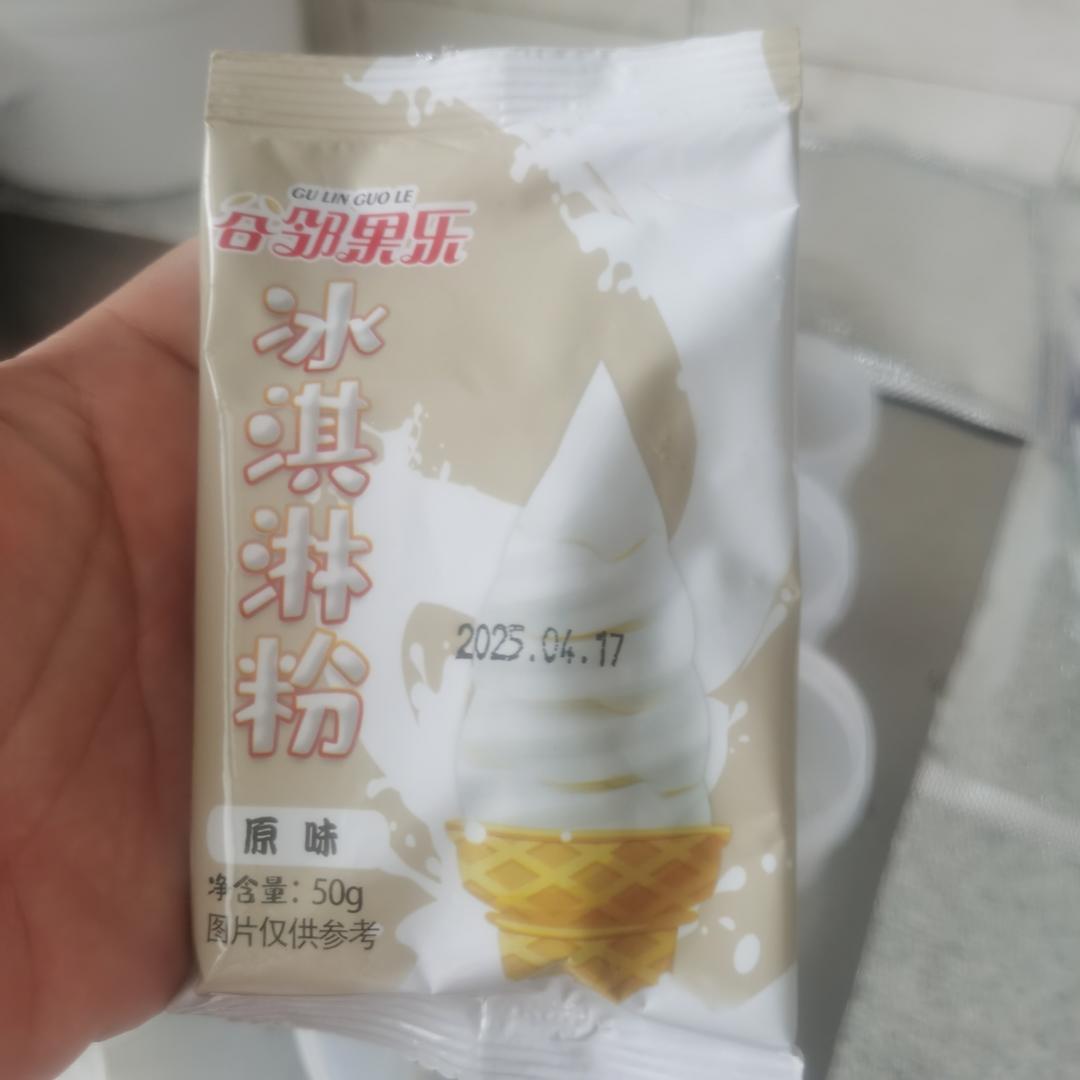 GU LIN GUO LE
谷邻果乐
冰淇淋粉
2025.04.17
原味
净含量：50g
图片仅供参考